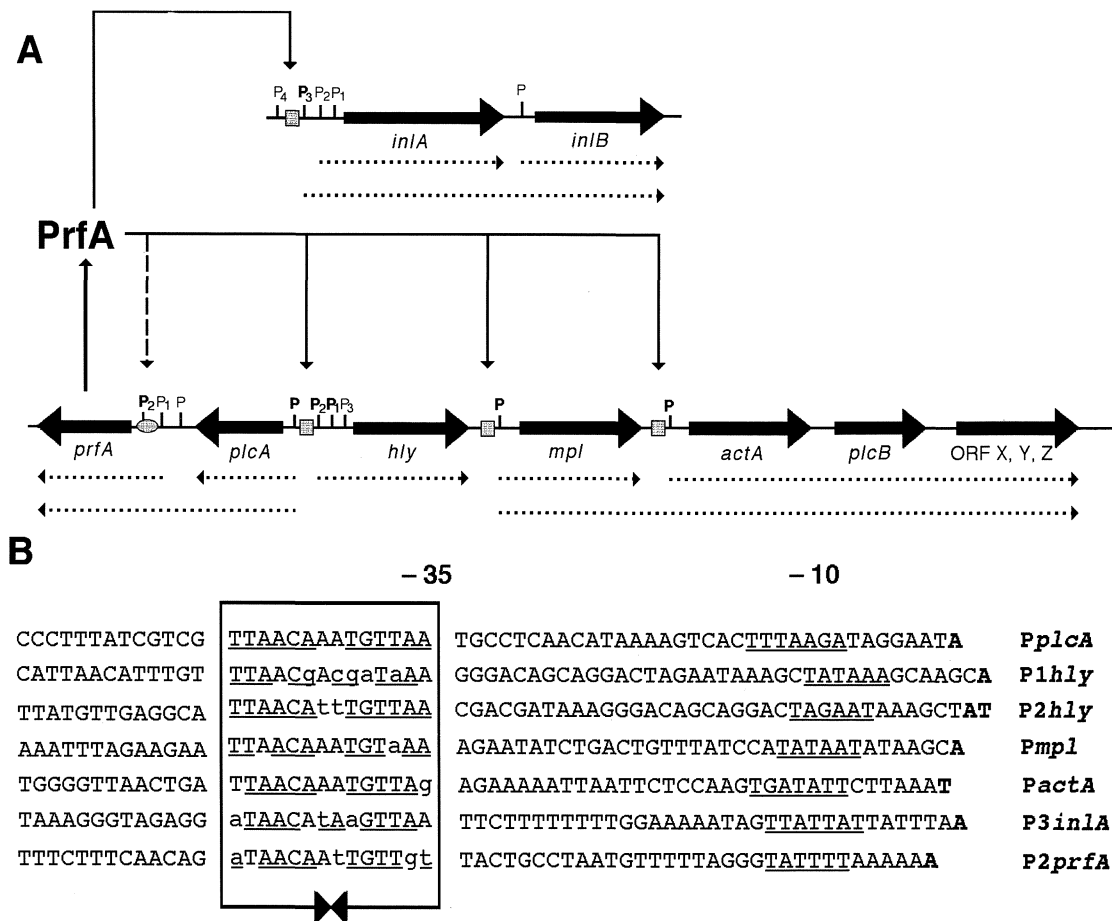 A
P4 P3 P2 P1 P
inlA inlB
PrfA
P2 P1 P P P2 P1 P3 P P
prfA plcA hly mpl actA plcB ORF X, Y, Z
B
– 35 – 10
CCCTTTATCGTCG TTAACAAATGTTAA TGCCTCAACATAAAAGTCACTTTAAGATAGGAATA PplcA
CATTAACATTTGT TTAACgAcgaTaAA GGGACAGCAGGACTAGAATAAAGCTATAAAGCAAGCA P1hly
TTATGTTGAGGCA TTAACAttTGTTAA CGACGATAAAGGGACAGCAGGACTAGAATAAAGCTAT P2hly
AAATTTAGAAGAA TTAACAAATGTaAA AGAATATCTGACTGTTTATCCATATAATATAAGCA Pmpl
TGGGGTTAACTGA TTAACAAATGTTAg AGAAAAATTAATTCTCCAAGTGATATTCTTAAAT PactA
TAAAGGGTAGAGG aTAACAtAaGTTAA TTCTTTTTTTTGGAAAAATAGTTATTATTATTTAA P3inlA
TTTCTTTCAACAG aTAACAAtTGTTgt TACTGCCTAATGTTTTTAGGGTATTTTAAAAAA P2prfA